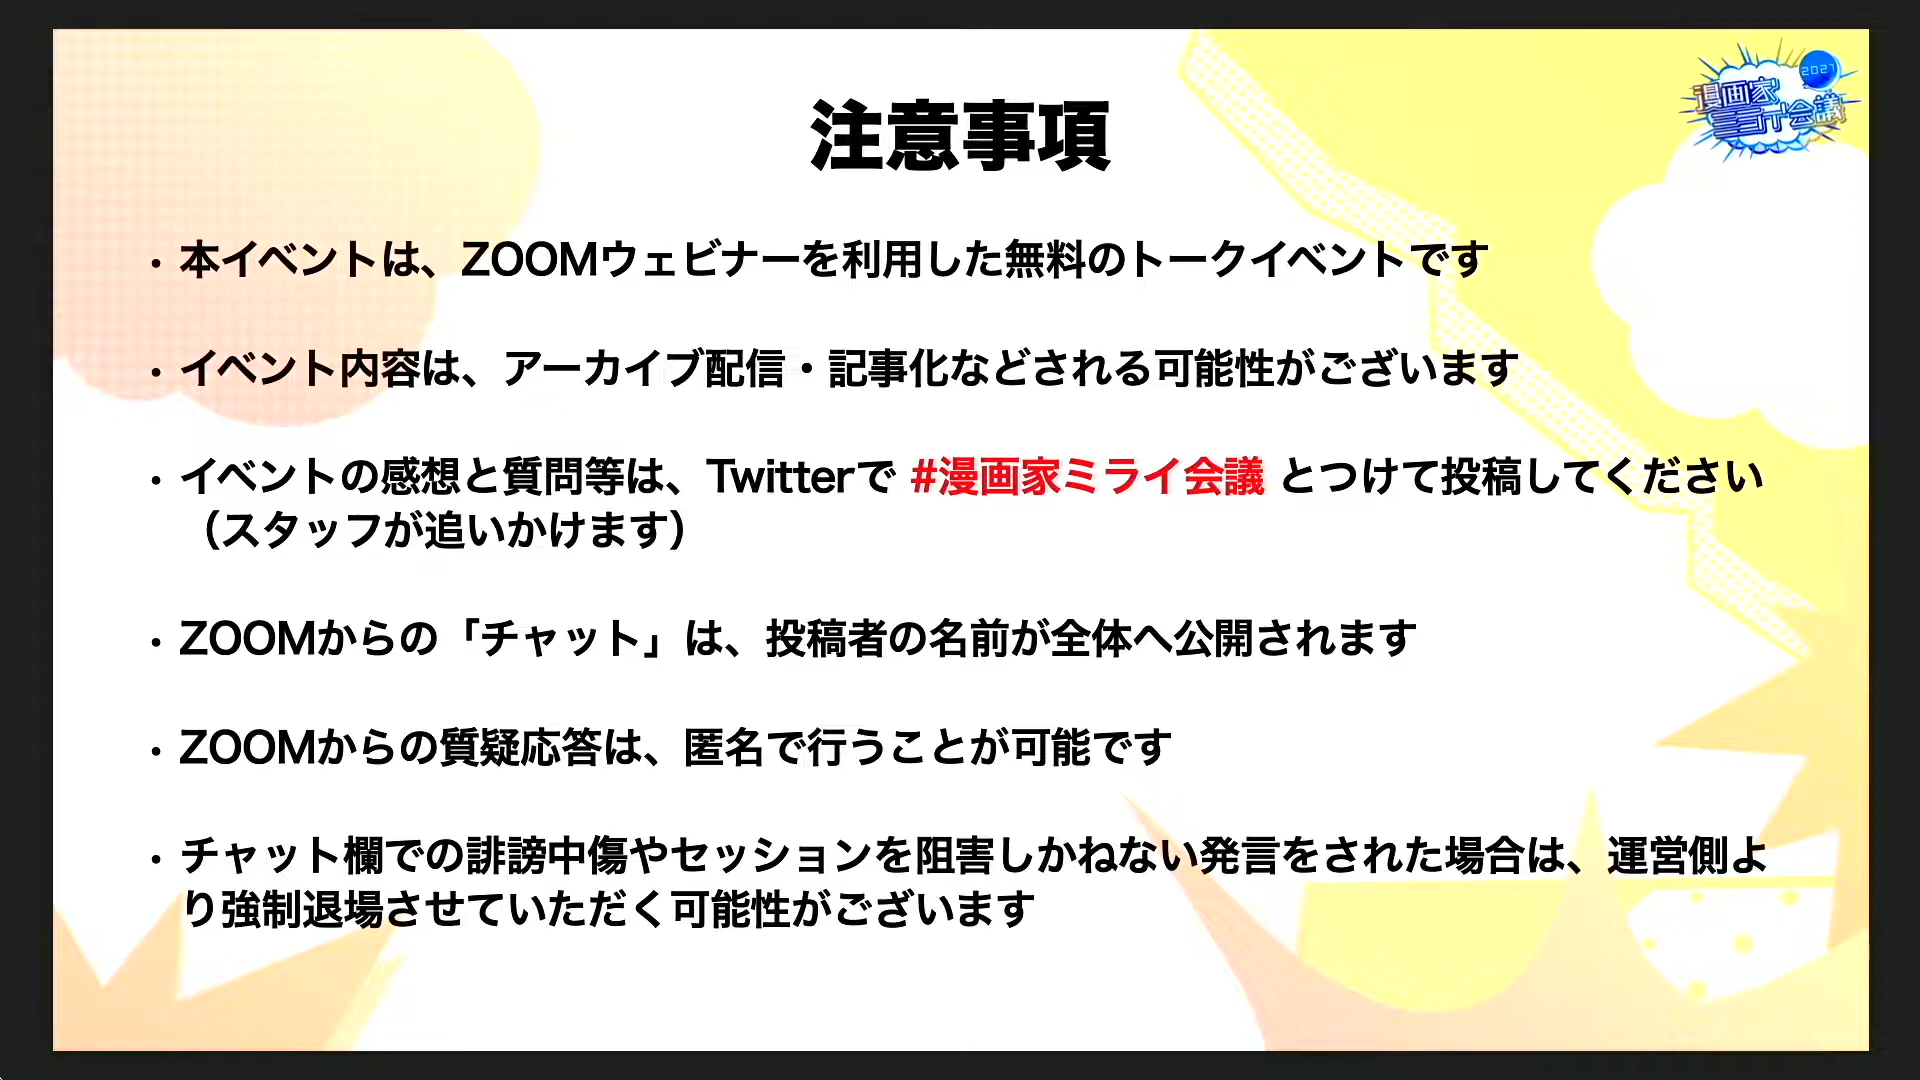 2021
漫画家
ミライ会議
注意事項
・本イベントは、ZOOMウェビナーを利用した無料のトークイベントです
・イベント内容は、アーカイブ配信・記事化などされる可能性がございます
・イベントの感想と質問等は、Twitterで #漫画家ミライ会議 とつけて投稿してください
（スタッフが追いかけます）
・ZOOMからの「チャット」は、投稿者の名前が全体へ公開されます
・ZOOMからの質疑応答は、匿名で行うことが可能です
・チャット欄での誹謗中傷やセッションを阻害しかねない発言をされた場合は、運営側よ
り強制退場させていただく可能性がございます